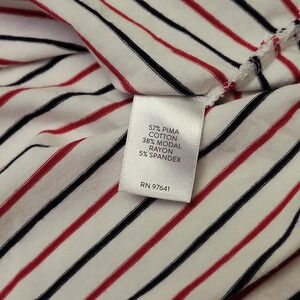 57% PIMA
COTTON
38% MODAL
RAYON
5% SPANDEX
RN 97641